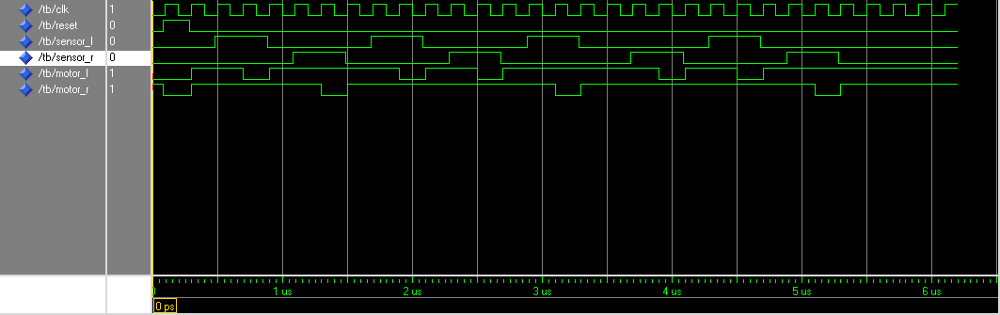 /tb/clk 1
/tb/reset 0
/tb/sensor_l 0
/tb/sensor_r 0
/tb/motor_l 1
/tb/motor_r 1
0 1 us 2 us 3 us 4 us 5 us 6 us
0 ps